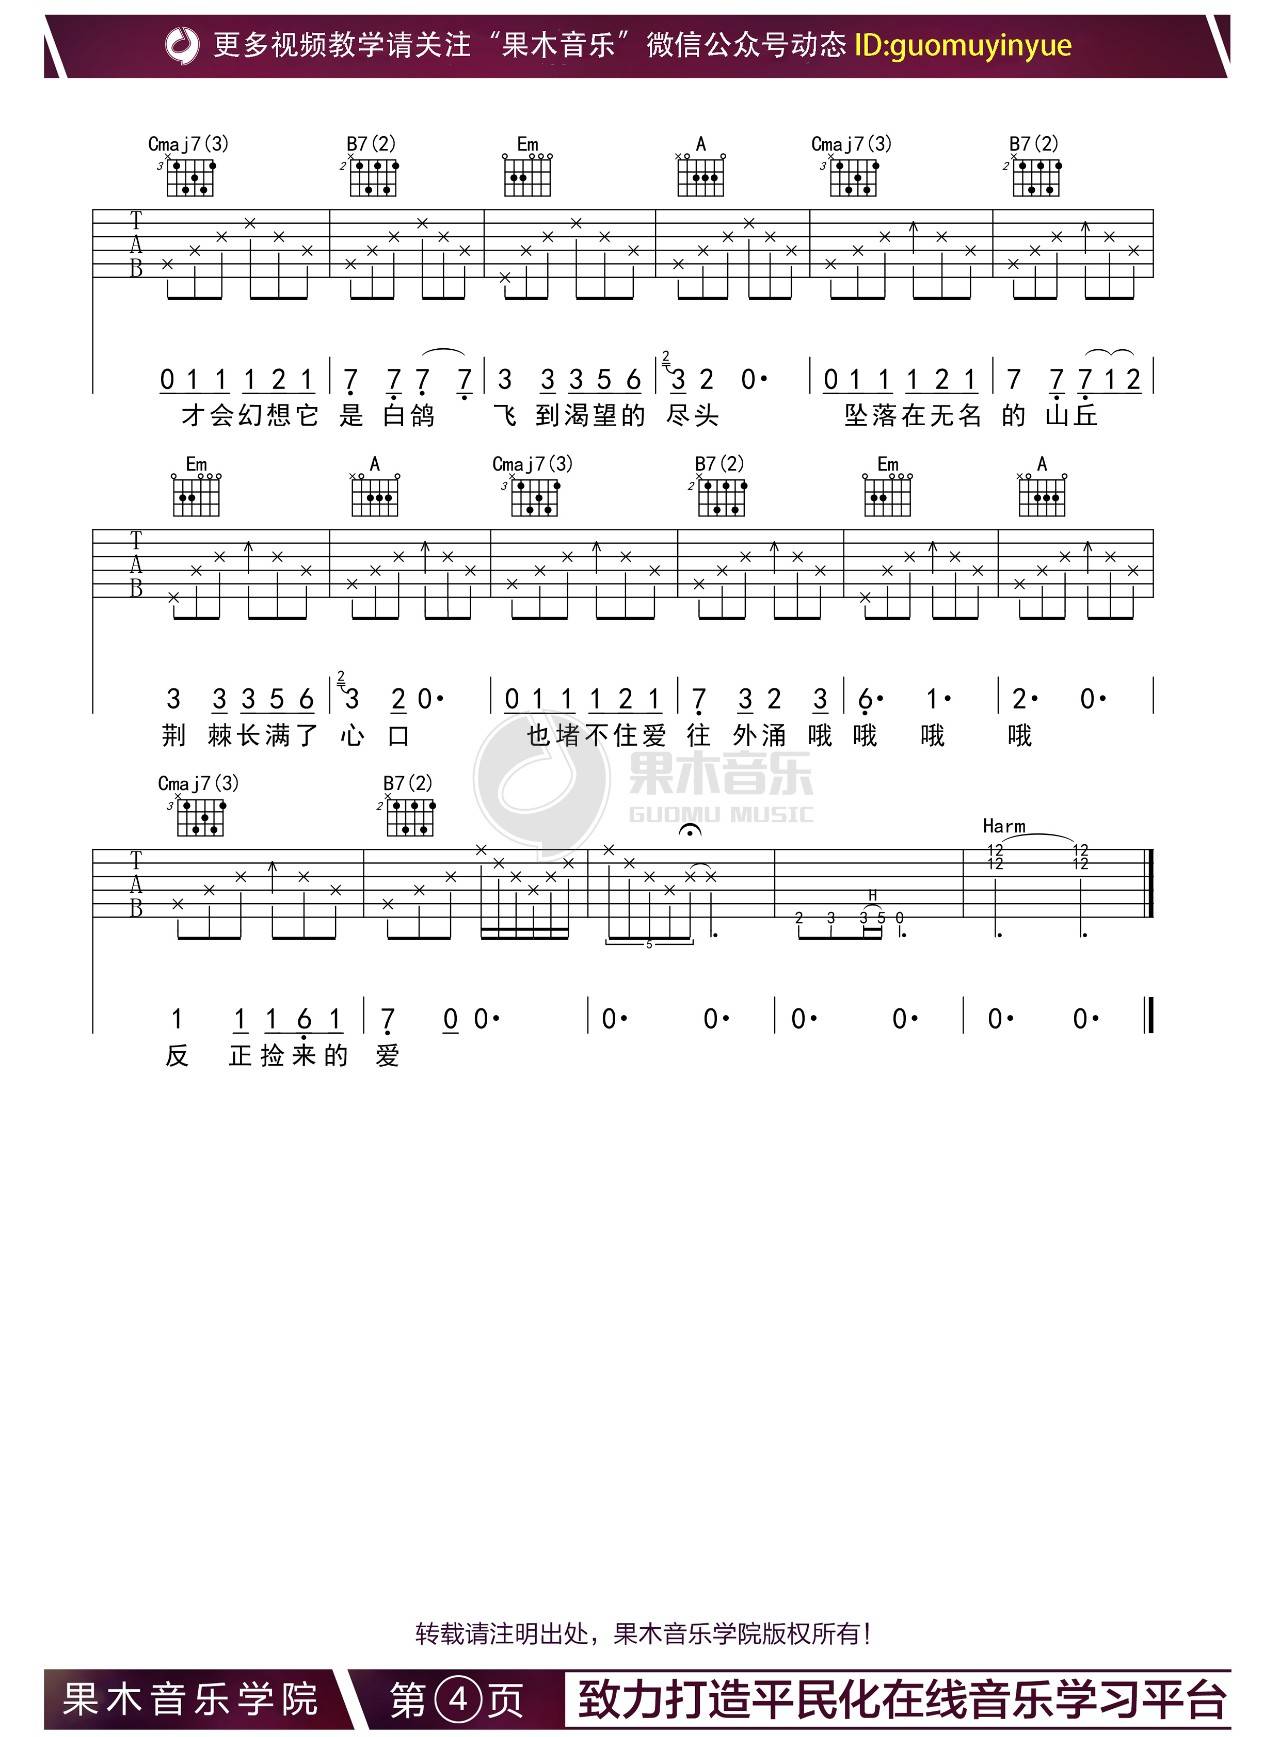 更多视频教学请关注“果木音乐”微信公众号动态 ID:guomuyinyue
Cmaj7(3) B7(2) Em A Cmaj7(3) B7(2)
3 2 3 2
T
A
B
0 1 1 1 2 1 | 7 7 7 7 | 3 3 3 5 6 | 2 3 2 0· | 0 1 1 1 2 1 | 7 7 7 1 2 |
才会幻想它 是 白鸽 飞 到渴望的 尽头 坠落在无名 的 山丘
Em A Cmaj7(3) B7(2) Em A
3 2
T
A
B
3 3 3 5 6 | 2 3 2 0· | 0 1 1 1 2 1 | 7 3 2 3 | 6· 1· | 2· 0· |
荆 棘长满了 心 口 也堵不住爱 往 外涌哦 哦 哦 哦
果木音乐
GUOMU MUSIC
Cmaj7(3) B7(2)
3 2
Harm
T
A
B
5
H
2 3 3 5 0
12 12
12 12
1 1 1 6 1 | 7 0 0· | 0· 0· | 0· 0· | 0· 0·
反 正捡来的 爱
转载请注明出处，果木音乐学院版权所有！
果木音乐学院 第④页 致力打造平民化在线音乐学习平台